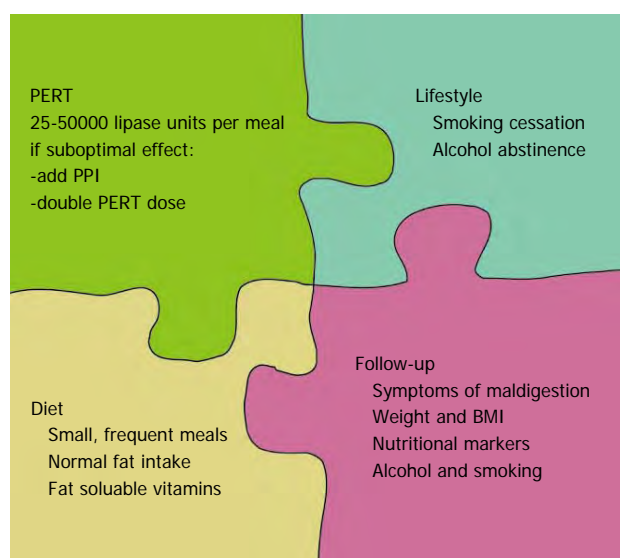 PERT
25-50000 lipase units per meal
if suboptimal effect:
-add PPI
-double PERT dose
Lifestyle
Smoking cessation
Alcohol abstinence
Diet
Small, frequent meals
Normal fat intake
Fat soluable vitamins
Follow-up
Symptoms of maldigestion
Weight and BMI
Nutritional markers
Alcohol and smoking